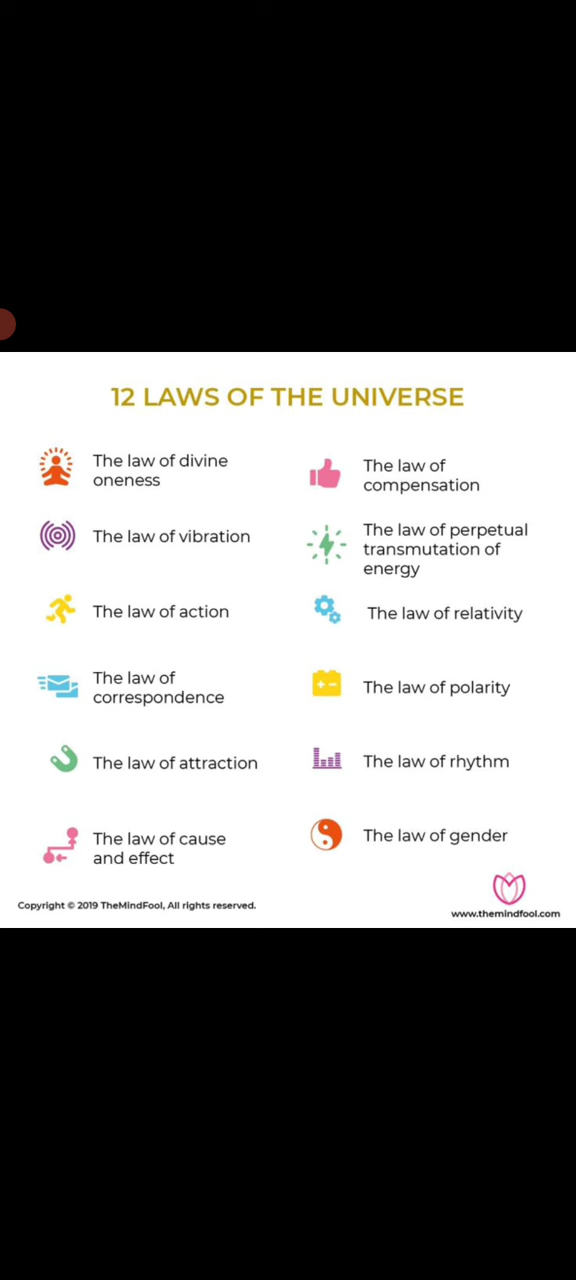 12 LAWS OF THE UNIVERSE
The law of divine
oneness
The law of vibration
The law of action
The law of
correspondence
The law of attraction
The law of cause
and effect
The law of
compensation
The law of perpetual
transmutation of
energy
The law of relativity
The law of polarity
The law of rhythm
The law of gender
Copyright © 2019 TheMindFool, All rights reserved.
www.themindfool.com